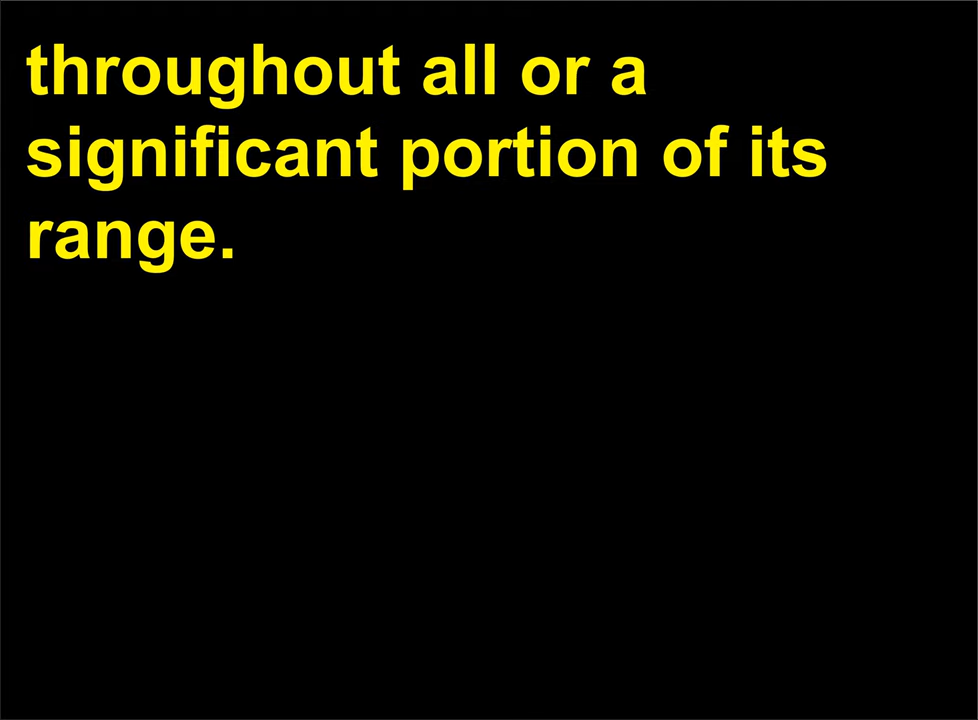 throughout all or a
significant portion of its
range.